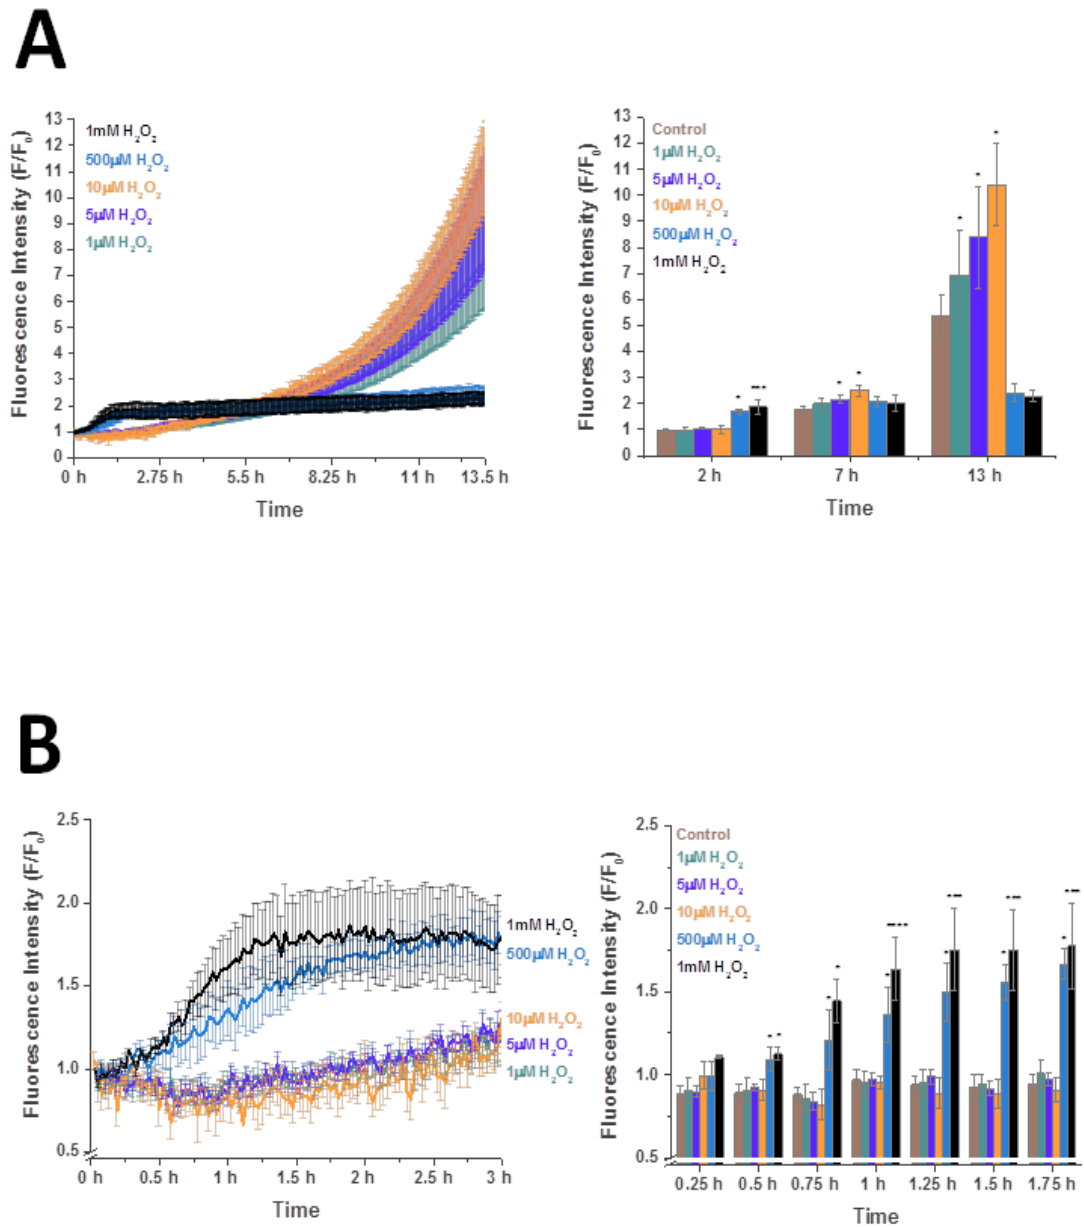 A
Fluorescence Intensity (F/F₀)
13
12
11
10
9
8
7
6
5
4
3
2
1
0
1mM H₂O₂
500µM H₂O₂
10µM H₂O₂
5µM H₂O₂
1µM H₂O₂
0 h 2.75 h 5,5 h 8.25 h 11 h 13.5 h
Time
Fluorescence Intensity (F/F₀)
13
12
11
10
9
8
7
6
5
4
3
2
1
0
Control
1µM H₂O₂
5µM H₂O₂
10µM H₂O₂
500µM H₂O₂
1mM H₂O₂
2 h 7 h 13 h
Time
B
Fluorescence Intensity (F/F₀)
2.5
2.0
1.5
1.0
0.5
1mM H₂O₂
500µM H₂O₂
10µM H₂O₂
5µM H₂O₂
1µM H₂O₂
0 h 0.5 h 1 h 1.5 h 2 h 2.5 h 3 h
Time
Fluorescence Intensity (F/F₀)
2.5
2.0
1.5
1.0
0.5
Control
1µM H₂O₂
5µM H₂O₂
10µM H₂O₂
500µM H₂O₂
1mM H₂O₂
0.25 h 0.5 h 0.75 h 1 h 1.25 h 1.5 h 1.75 h
Time